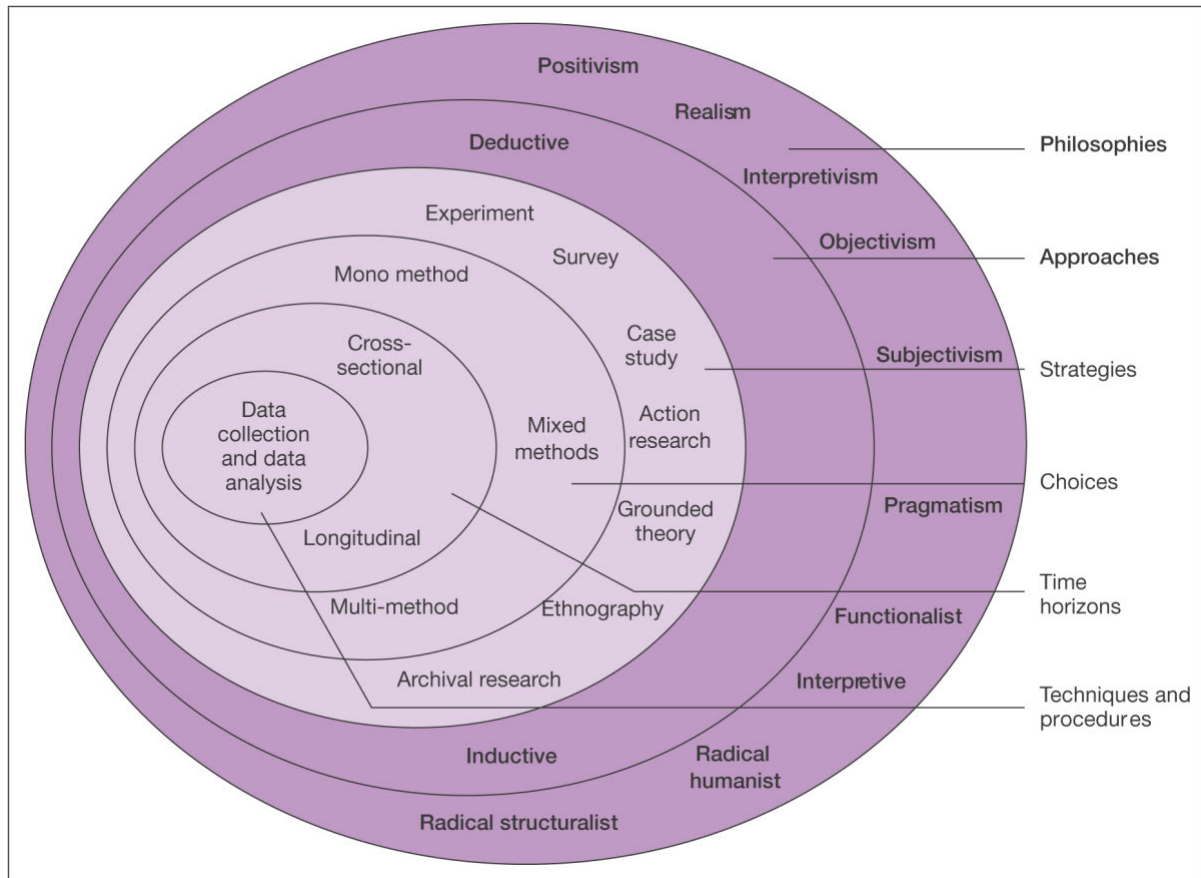 Positivism
Realism
Philosophies
Deductive
Interpretivism
Experiment
Objectivism
Survey
Approaches
Mono method
Cross-
sectional
Case
study
Subjectivism
Strategies
Data
collection
and data
analysis
Mixed
methods
Action
research
Choices
Pragmatism
Grounded
theory
Longitudinal
Time
horizons
Multi-method
Ethnography
Functionalist
Archival research
Interpretive
Techniques and
procedures
Inductive
Radical
humanist
Radical structuralist